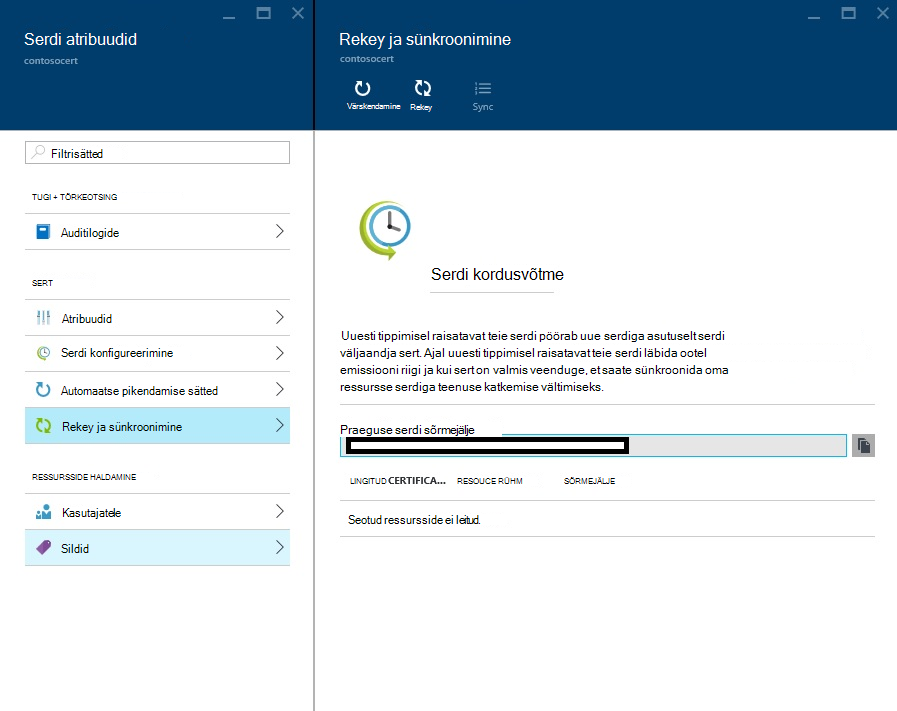 Serdi atribuudid
contosocert
Filtrisätted
TUGI + TÕRKEOTSING
Auditilogide
SERT
Atribuudid
Serdi konfigureerimine
Automaatse pikendamise sätted
Rekey ja sünkroonimine
RESSURSSIDE HALDAMINE
Kasutajatele
Sildid
Rekey ja sünkroonimine
contosocert
Värskendamine
Rekey
Sync
Serdi kordusvõtme
Uuesti tippimisel raisatavat teie serdi pöörab uue serdiga asutuselt serdi
väljaandja sert. Ajal uuesti tippimisel raisatavat teie serdi läbida ootel
emissiooni riigi ja kui sert on valmis veenduge, et saate sünkroonida oma
ressursse serdiga teenuse katkemise vältimiseks.
Praeguse serdi sõrmejälje
LINGITUD CERTIFICA... RESOUCE RÜHM SÕRMEJÄLJE
Seotud ressursside ei leitud.